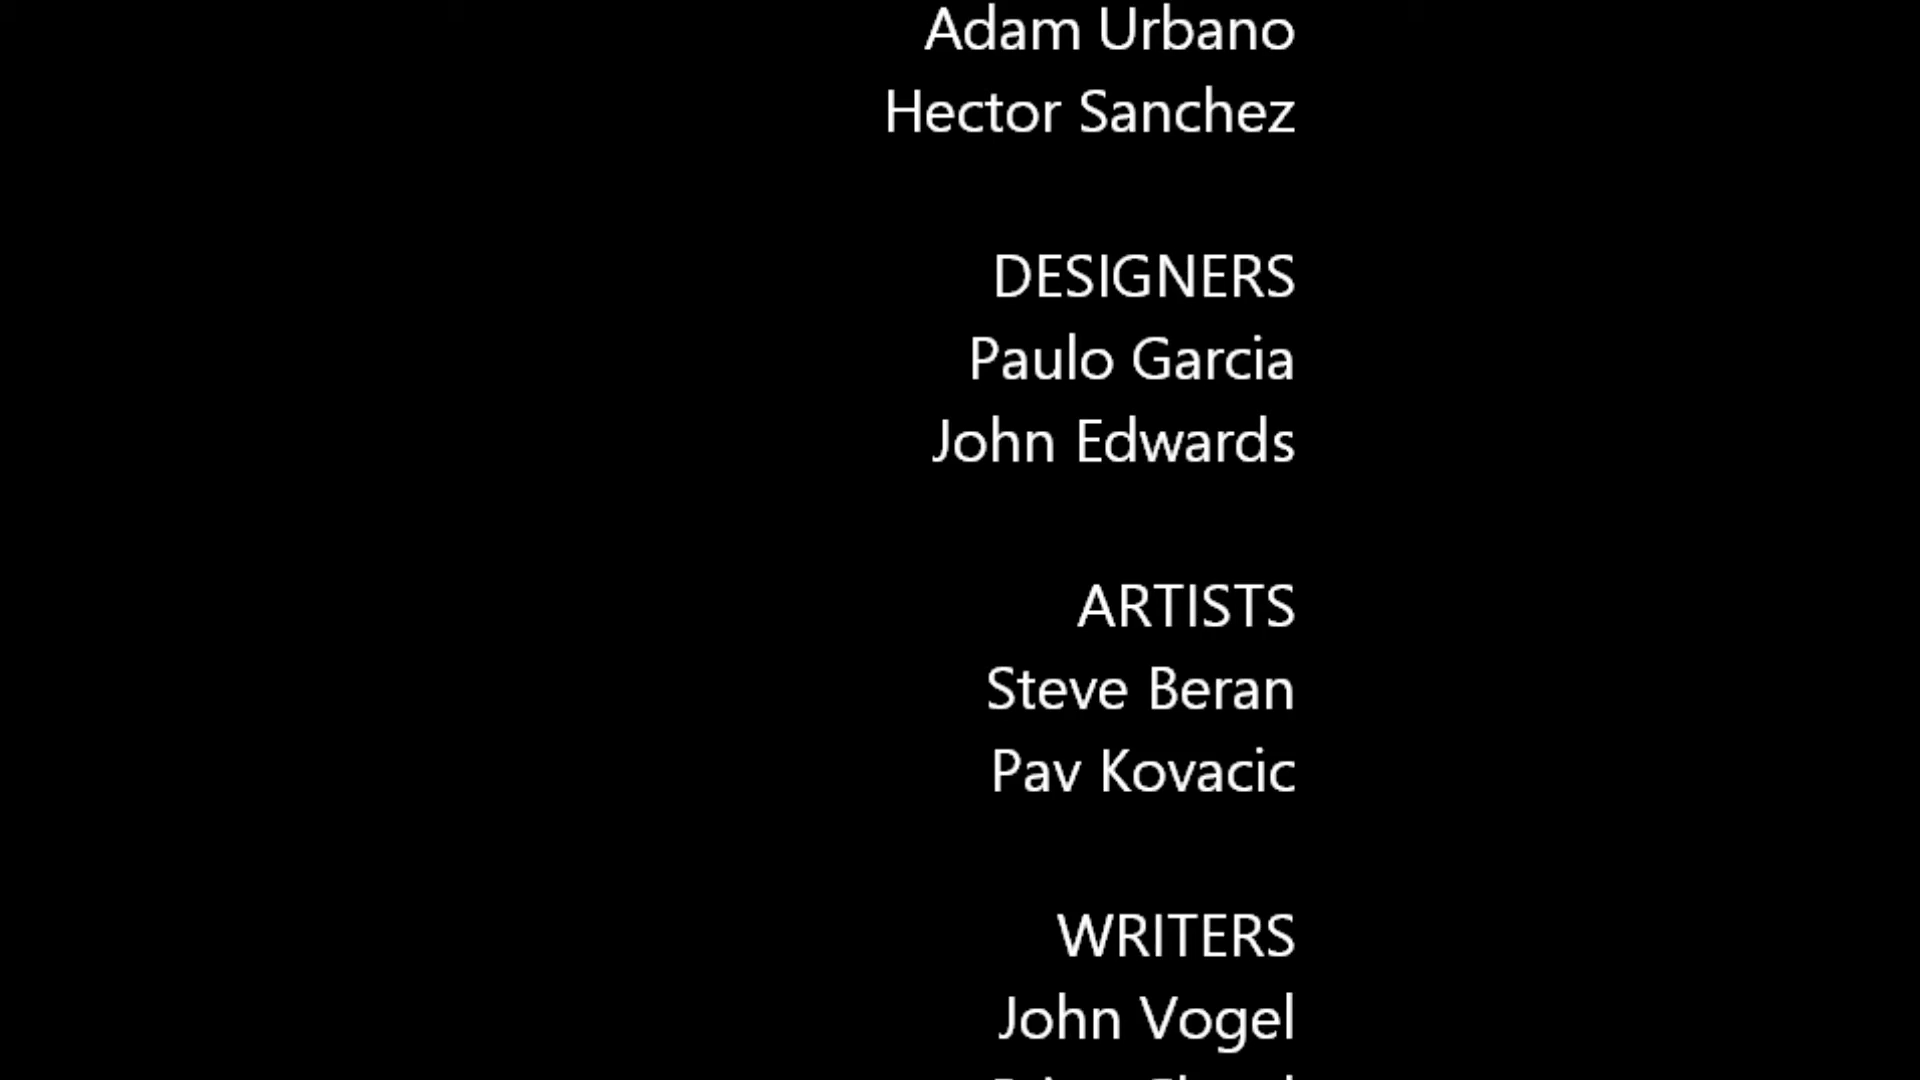 Adam Urbano
Hector Sanchez
DESIGNERS
Paulo Garcia
John Edwards
ARTISTS
Steve Beran
Pav Kovacic
WRITERS
John Vogel